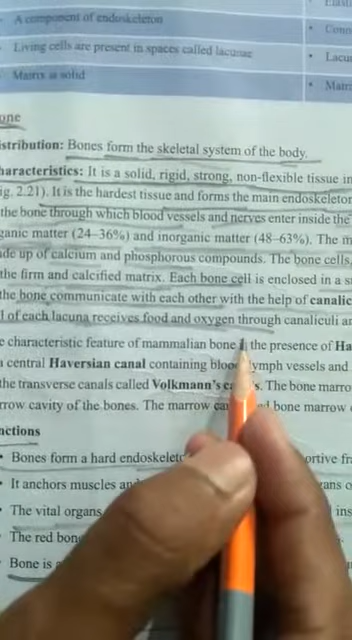 A component of endoskeleton
Living cells are present in spaces called lacunae
Lacu
Matrix is solid
Matri
one
stribution: Bones form the skeletal system of the body.
haracteristics: It is a solid, rigid, strong, non-flexible tissue in
ig. 2.21). It is the hardest tissue and forms the main endoskeleton
the bone through which blood vessels and nerves enter inside the
ganic matter (24–36%) and inorganic matter (48–63%). The m
ade up of calcium and phosphorous compounds. The bone cells,
the firm and calcified matrix. Each bone cell is enclosed in a s
the bone communicate with each other with the help of canalic
l of each lacuna receives food and oxygen through canaliculi a
e characteristic feature of mammalian bone the presence of Ha
a central Haversian canal containing blood lymph vessels and
the transverse canals called Volkmann's The bone marro
rrow cavity of the bones. The marrow bone marrow
nctions
Bones form a hard endoskelet ortive fr
It anchors muscles an ans o
The vital organs ins
The red bon
Bone is